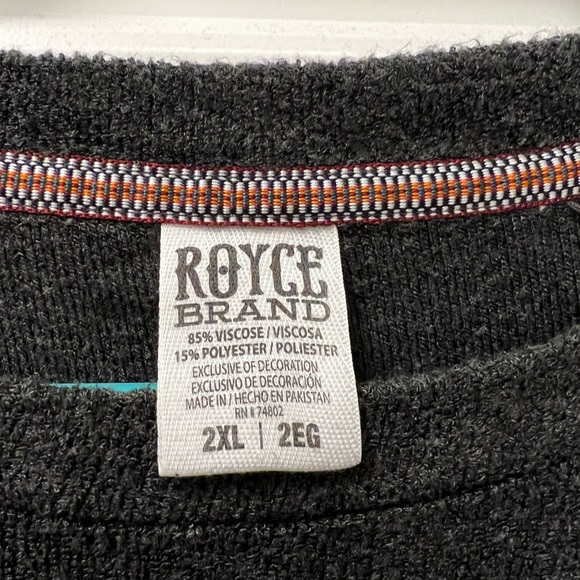 ROYCE
BRAND
85% VISCOSE / VISCOSA
15% POLYESTER / POLIESTER
EXCLUSIVE OF DECORATION
EXCLUSIVO DE DECORACIÓN
MADE IN / HECHO EN PAKISTAN
RN # 74802
2XL | 2EG